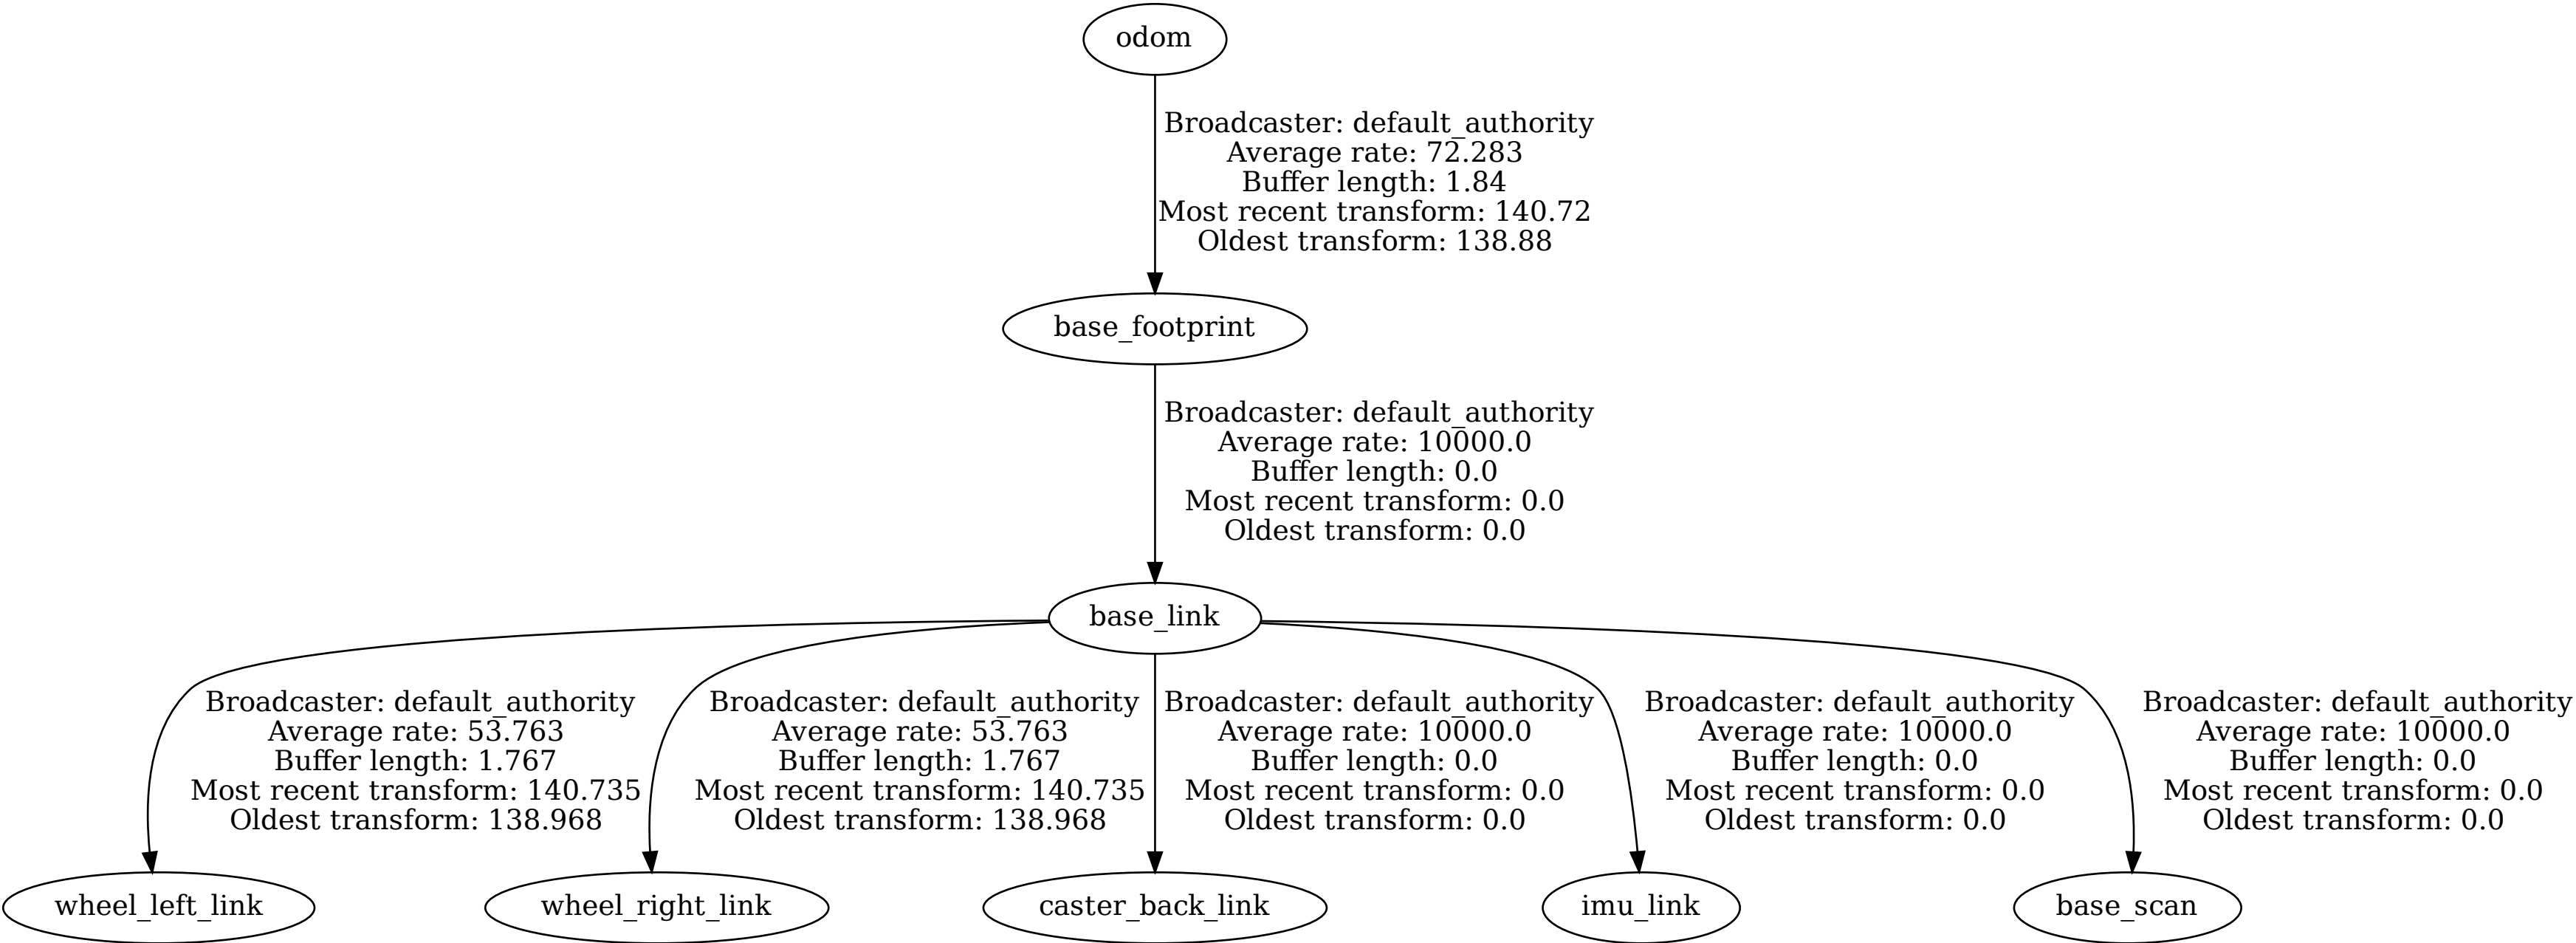 odom
Broadcaster: default_authority
Average rate: 72.283
Buffer length: 1.84
Most recent transform: 140.72
Oldest transform: 138.88
base_footprint
Broadcaster: default_authority
Average rate: 10000.0
Buffer length: 0.0
Most recent transform: 0.0
Oldest transform: 0.0
base_link
Broadcaster: default_authority
Average rate: 53.763
Buffer length: 1.767
Most recent transform: 140.735
Oldest transform: 138.968
Broadcaster: default_authority
Average rate: 53.763
Buffer length: 1.767
Most recent transform: 140.735
Oldest transform: 138.968
Broadcaster: default_authority
Average rate: 10000.0
Buffer length: 0.0
Most recent transform: 0.0
Oldest transform: 0.0
Broadcaster: default_authority
Average rate: 10000.0
Buffer length: 0.0
Most recent transform: 0.0
Oldest transform: 0.0
Broadcaster: default_authority
Average rate: 10000.0
Buffer length: 0.0
Most recent transform: 0.0
Oldest transform: 0.0
wheel_left_link
wheel_right_link
caster_back_link
imu_link
base_scan